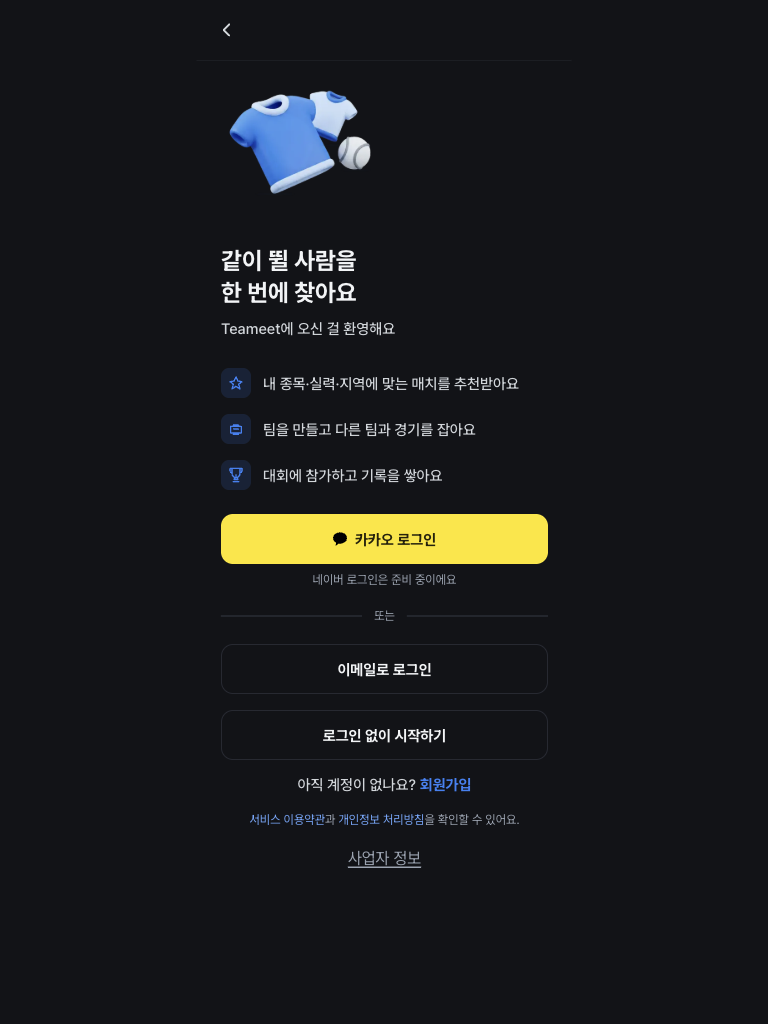 같이 뛸 사람을
한 번에 찾아요
Teameet에 오신 걸 환영해요
내 종목·실력·지역에 맞는 매치를 추천받아요
팀을 만들고 다른 팀과 경기를 잡아요
대회에 참가하고 기록을 쌓아요
카카오 로그인
네이버 로그인은 준비 중이에요
또는
이메일로 로그인
로그인 없이 시작하기
아직 계정이 없나요? 회원가입
서비스 이용약관과 개인정보 처리방침을 확인할 수 있어요.
사업자 정보